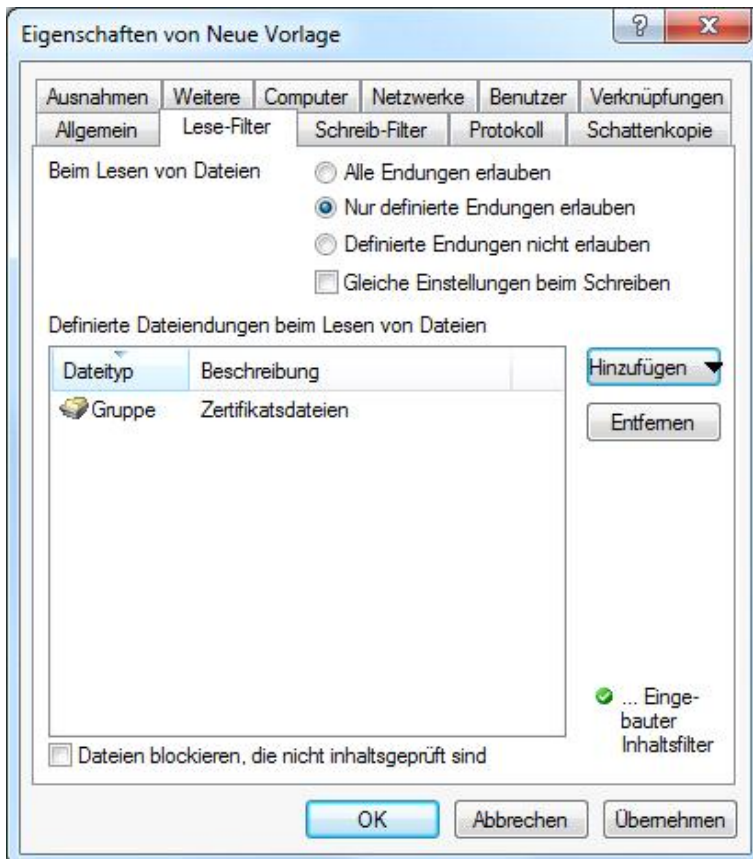 Eigenschaften von Neue Vorlage
Ausnahmen Weitere Computer Netzwerke Benutzer Verknüpfungen
Allgemein Lese-Filter Schreib-Filter Protokoll Schattenkopie
Beim Lesen von Dateien Alle Endungen erlauben
Nur definierte Endungen erlauben
Definierte Endungen nicht erlauben
Gleiche Einstellungen beim Schreiben
Definierte Dateiendungen beim Lesen von Dateien
Dateityp Beschreibung Hinzufügen
Gruppe Zertifikatsdateien
Entfernen
... Einge-
bauter
Inhaltsfilter
Dateien blockieren, die nicht inhaltsgeprüft sind
OK Abbrechen Übernehmen